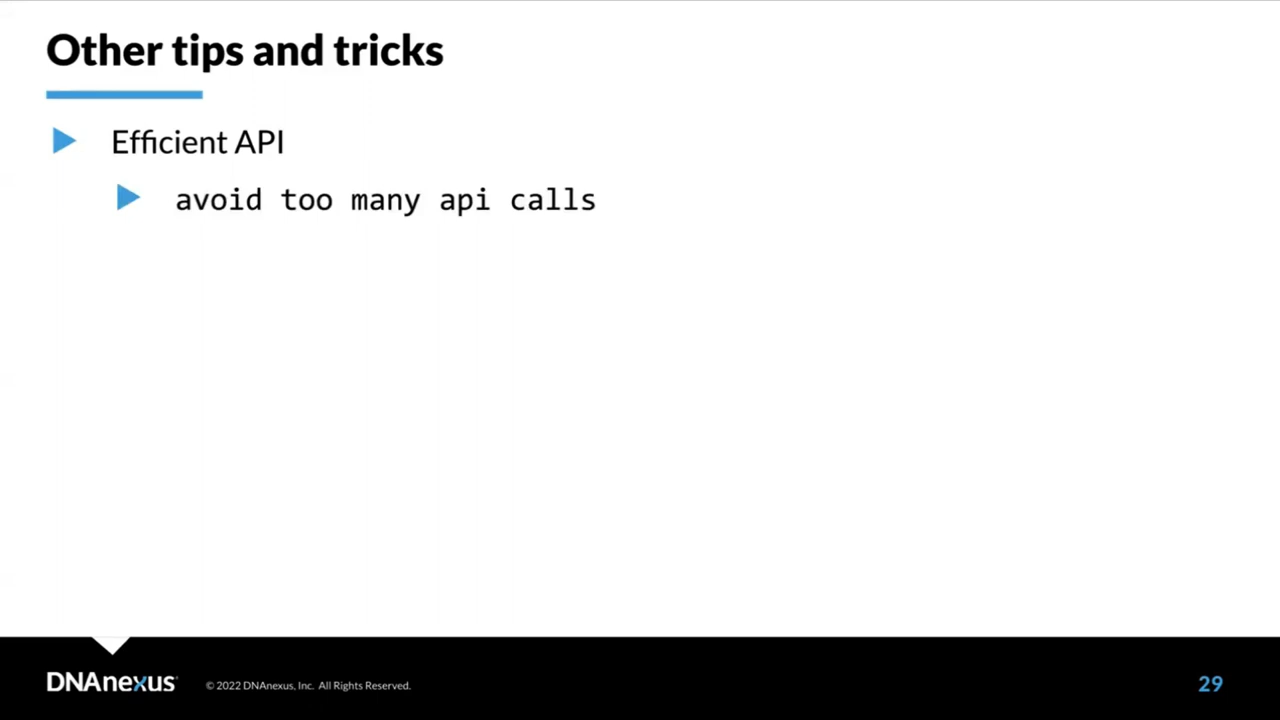 Other tips and tricks
Efficient API
avoid too many api calls
DNAnexus
© 2022 DNAnexus, Inc. All Rights Reserved.
29